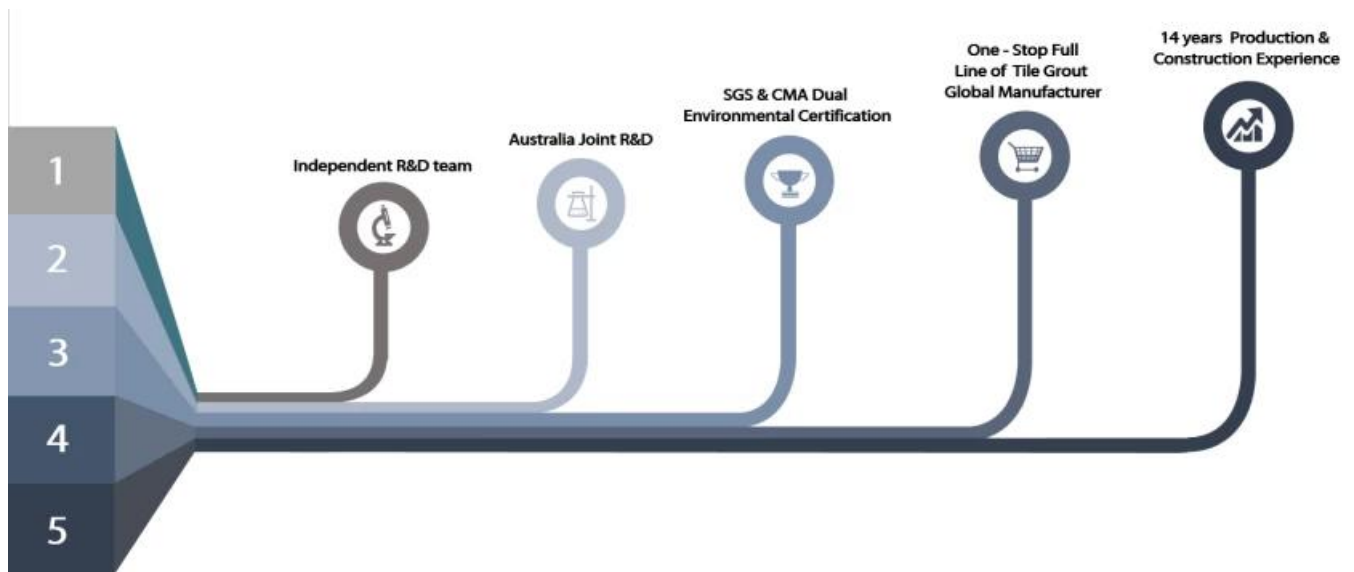 1
2
3
4
5
Independent R&D team
Australia Joint R&D
SGS & CMA Dual
Environmental Certification
One - Stop Full
Line of Tile Grout
Global Manufacturer
14 years Production &
Construction Experience